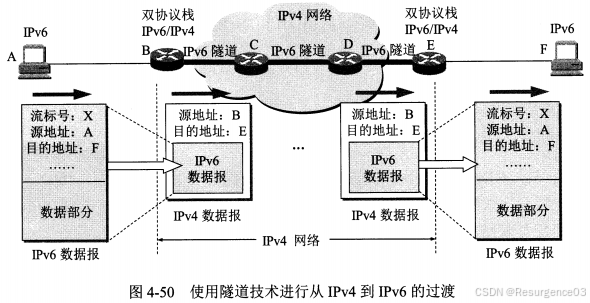 IPv6
双协议栈
IPv6/IPv4
IPv4 网络
双协议栈
IPv6/IPv4
IPv6
A
B
IPv6 隧道
C
IPv6 隧道
D
IPv6 隧道
E
F
流标号:X
源地址:A
目的地址:F
……
数据部分
IPv6 数据报
源地址:B
目的地址:E
IPv6
数据报
IPv4 数据报
…
源地址:B
目的地址:E
IPv6
数据报
IPv4 数据报
流标号:X
源地址:A
目的地址:F
……
数据部分
IPv6 数据报
IPv4 网络
图 4-50 使用隧道技术进行从 IPv4 到 IPv6 的过渡
CSDN @Resurgence03